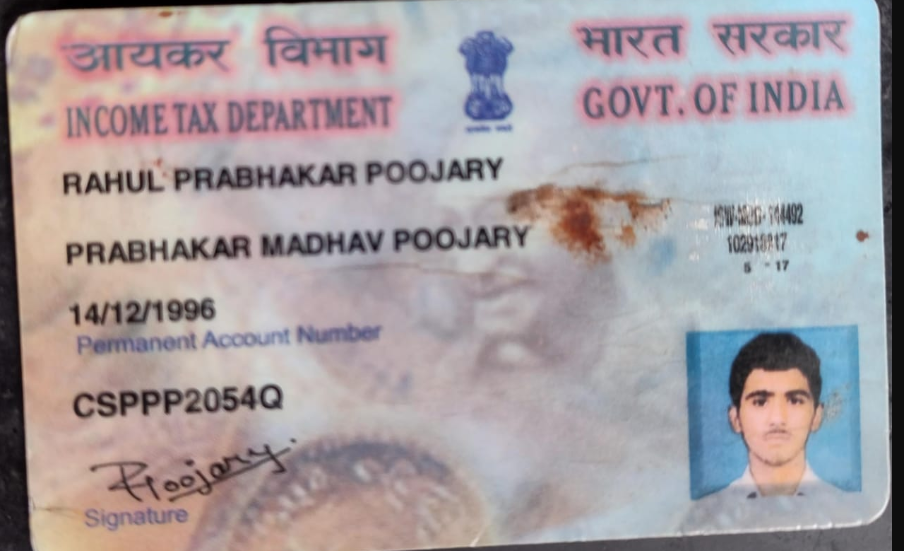 आयकर विभाग
INCOME TAX DEPARTMENT
भारत सरकार
GOVT. OF INDIA
RAHUL PRABHAKAR POOJARY
PRABHAKAR MADHAV POOJARY
14/12/1996
Permanent Account Number
CSPPP2054Q
Poojary.
Signature